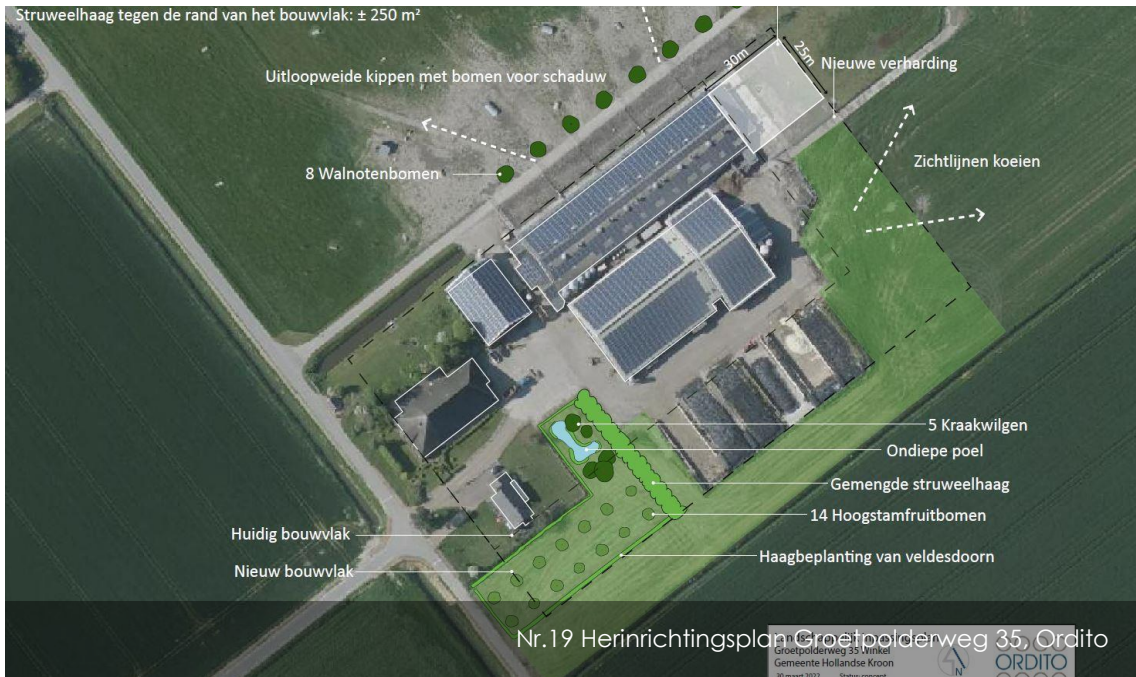 Struweelhaag tegen de rand van het bouwvlak: ± 250 m²
30m
25m
Uitloopweide kippen met bomen voor schaduw
Nieuwe verharding
Zichtlijnen koeien
8 Walnotenbomen
5 Kraakwilgen
Ondiepe poel
Gemengde struweelhaag
14 Hoogstamfruitbomen
Huidig bouwvlak
Haagbeplanting van veldesdoorn
Nieuw bouwvlak
Nr.19 Herinrichtingsplan Groetpolderweg 35, Ordito
Groetpolderweg 35 Winkel
Gemeente Hollandse Kroon
30 maart 2022 Status: concept
N
ORDITO